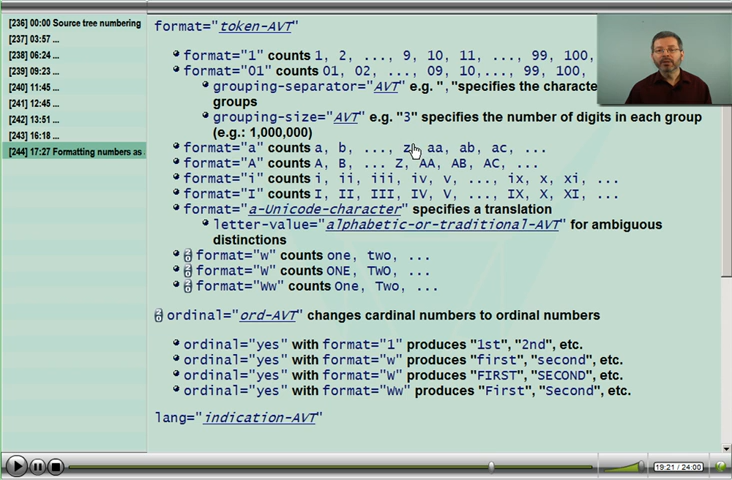 [236] 00:00 Source tree numbering
[237] 03:57 ...
[238] 06:24 ...
[239] 09:23 ...
[240] 11:45 ...
[241] 12:45 ...
[242] 13:51 ...
[243] 16:18 ...
[244] 17:27 Formatting numbers as
format="token-AVT"
format="1" counts 1, 2, ..., 9, 10, 11, ..., 99, 100,
format="01" counts 01, 02, ..., 09, 10,..., 99, 100,
grouping-separator="AVT" e.g. ","specifies the characte
groups
grouping-size="AVT" e.g. "3" specifies the number of digits in each group
(e.g.: 1,000,000)
format="a" counts a, b, ..., z, aa, ab, ac, ...
format="A" counts A, B, ... Z, AA, AB, AC, ...
format="i" counts i, ii, iii, iv, v, ..., ix, x, xi, ...
format="I" counts I, II, III, IV, V, ..., IX, X, XI, ...
format="a-Unicode-character" specifies a translation
letter-value="alphabetic-or-traditional-AVT" for ambiguous
distinctions
format="w" counts one, two, ...
format="W" counts ONE, TWO, ...
format="Ww" counts One, Two, ...
ordinal="ord-AVT" changes cardinal numbers to ordinal numbers
ordinal="yes" with format="1" produces "1st", "2nd", etc.
ordinal="yes" with format="w" produces "first", "second", etc.
ordinal="yes" with format="W" produces "FIRST", "SECOND", etc.
ordinal="yes" with format="Ww" produces "First", "Second", etc.
lang="indication-AVT"
19:21 / 24:00